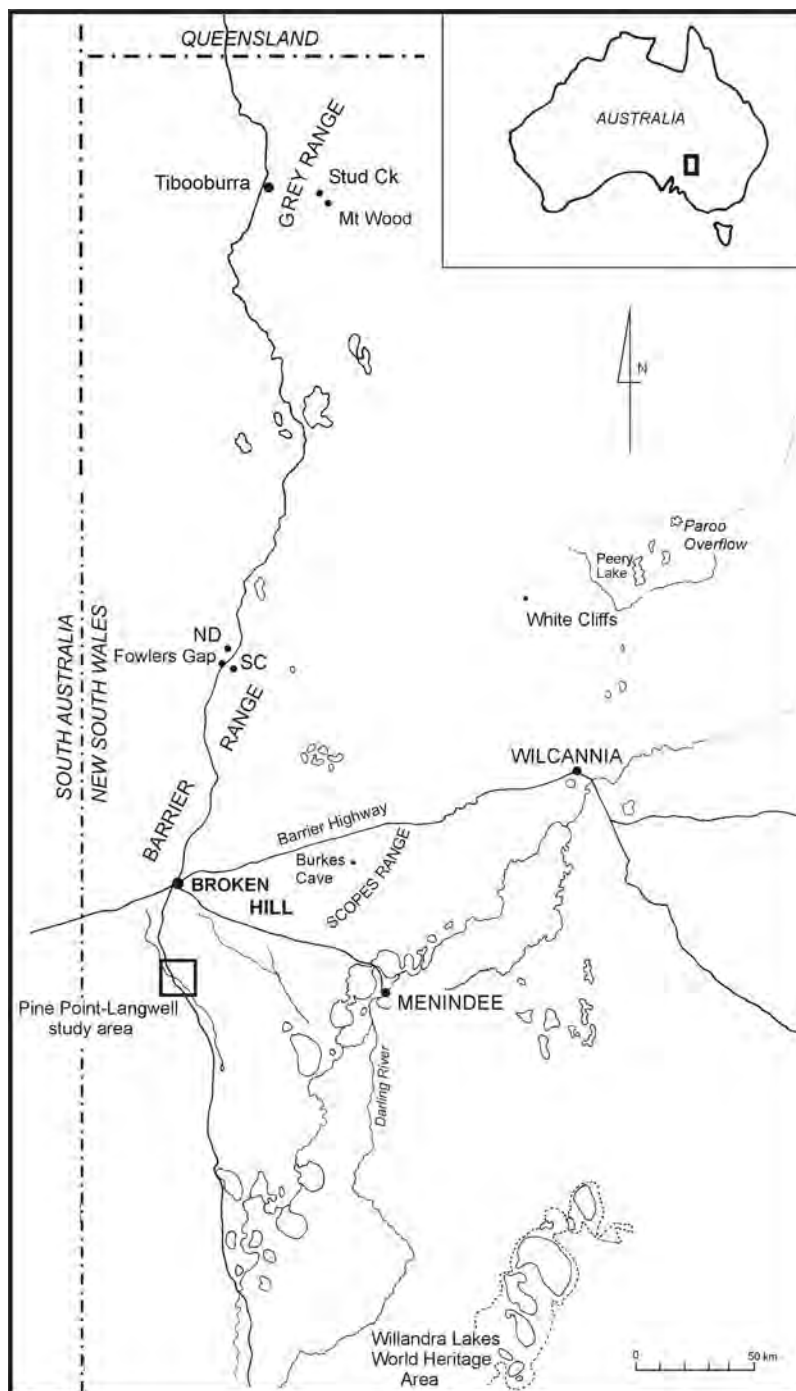 QUEENSLAND
AUSTRALIA
Tibooburra
GREY RANGE
Stud Ck
Mt Wood
N
Paroo
Overflow
Peery
Lake
White Cliffs
SOUTH AUSTRALIA
NEW SOUTH WALES
ND
Fowlers Gap
SC
BARRIER
RANGE
WILCANNIA
Barrier Highway
Burkes
Cave
SCOPES RANGE
BROKEN
HILL
Pine Point-Langwell
study area
MENINDEE
Darling River
Willandra Lakes
World Heritage
Area
0
50 km